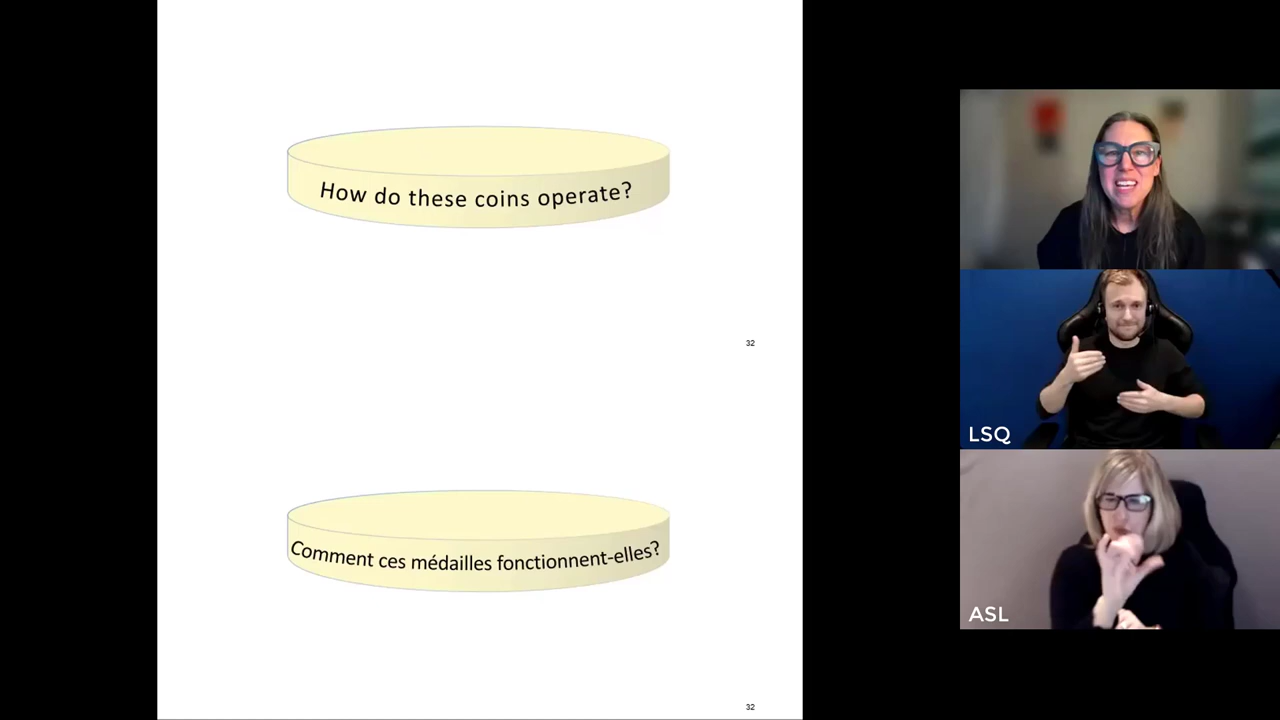 How do these coins operate?
32
Comment ces médailles fonctionnent-elles?
32
LSQ
ASL